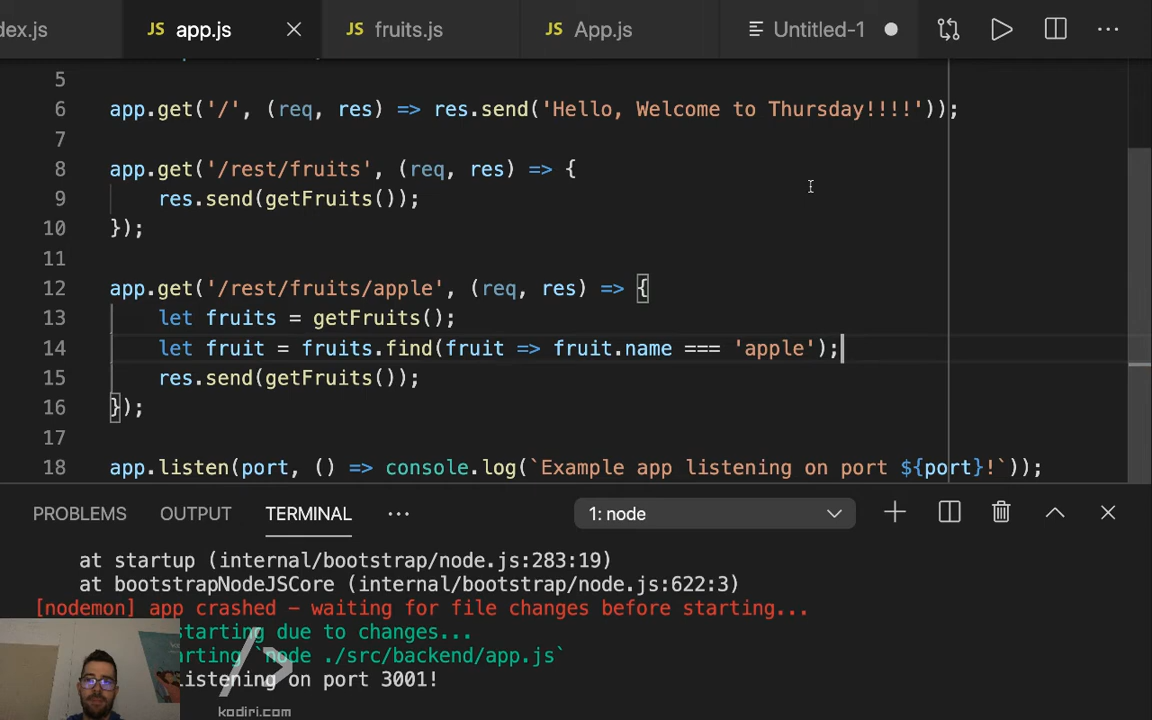 dex.js
JS app.js
JS fruits.js
JS App.js
Untitled-1
5
6 app.get('/', (req, res) => res.send('Hello, Welcome to Thursday!!!!'));
7
8 app.get('/rest/fruits', (req, res) => {
9 res.send(getFruits());
10 });
11
12 app.get('/rest/fruits/apple', (req, res) => {
13 let fruits = getFruits();
14 let fruit = fruits.find(fruit => fruit.name === 'apple');
15 res.send(getFruits());
16 });
17
18 app.listen(port, () => console.log(`Example app listening on port ${port}!`));
PROBLEMS OUTPUT TERMINAL ··· 1: node
at startup (internal/bootstrap/node.js:283:19)
at bootstrapNodeJSCore (internal/bootstrap/node.js:622:3)
[nodemon] app crashed - waiting for file changes before starting...
starting due to changes...
arting `node ./src/backend/app.js`
listening on port 3001!
kodiri.com